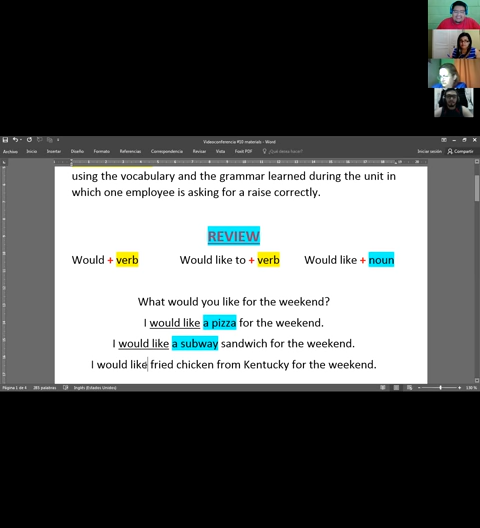 Videoconferencia #10 materials - Word
Archivo Inicio Insertar Diseño Formato Referencias Correspondencia Revisar Vista Foxit PDF ¿Qué desea hacer? Iniciar sesión Compartir
using the vocabulary and the grammar learned during the unit in
which one employee is asking for a raise correctly.
REVIEW
Would + verb Would like to + verb Would like + noun
What would you like for the weekend?
I would like a pizza for the weekend.
I would like a subway sandwich for the weekend.
I would like fried chicken from Kentucky for the weekend.
Página 1 de 4 Inglés (Estados Unidos)